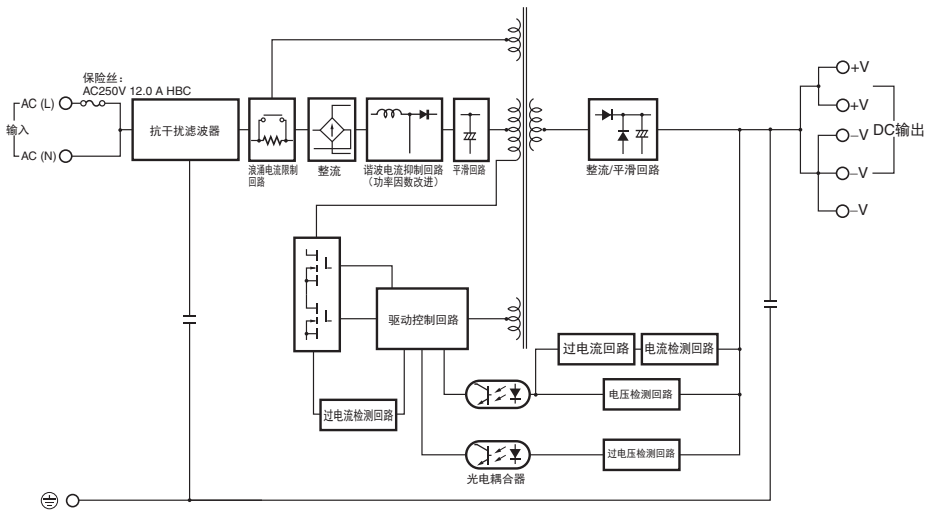 保险丝：
AC250V 12.0 A HBC
AC (L)
输入
AC (N)
抗干扰滤波器
浪涌电流限制
回路
整流
谐波电流抑制回路
（功率因数改进）
平滑回路
整流/平滑回路
+V
+V
DC输出
–V
–V
–V
驱动控制回路
过电流回路
电流检测回路
电压检测回路
过电流检测回路
过电压检测回路
光电耦合器